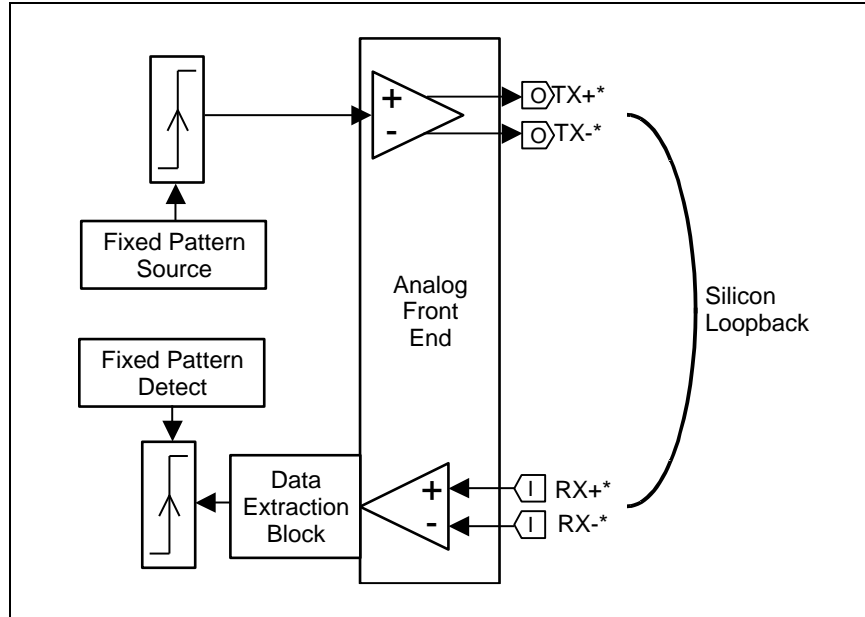 +
-
O TX+*
O TX-*
Fixed Pattern
Source
Analog
Front
End
Silicon
Loopback
Fixed Pattern
Detect
Data
Extraction
Block
+
-
I RX+*
I RX-*